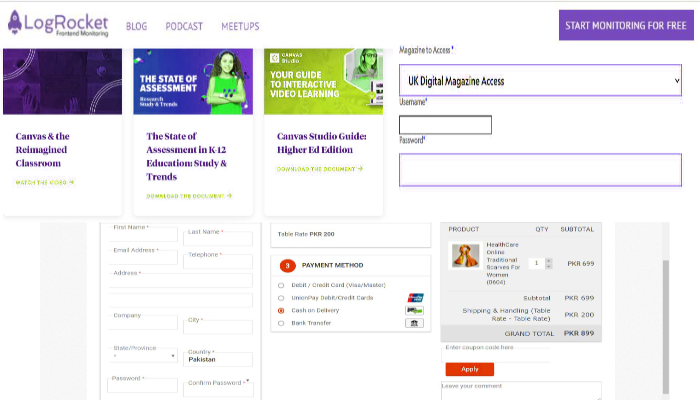 LogRocket
Frontend Monitoring
BLOG
PODCAST
MEETUPS
START MONITORING FOR FREE
Canvas & the
Reimagined
Classroom
WATCH THE VIDEO →
THE STATE OF
ASSESSMENT
Research
Study & Trends
The State of
Assessment in K-12
Education: Study &
Trends
DOWNLOAD THE DOCUMENT →
CANVAS
Studio
YOUR GUIDE
TO INTERACTIVE
VIDEO LEARNING
Canvas Studio Guide:
Higher Ed Edition
DOWNLOAD THE DOCUMENT →
Magazine to Access*
UK Digital Magazine Access
Username*
Password*
First Name *
Last Name *
Email Address *
Telephone *
Address *
Company
City *
State/Province
Country *
Pakistan
Password *
Confirm Password *
Table Rate PKR 200
3 PAYMENT METHOD
Debit / Credit Card (Visa/Master)
UnionPay Debit/Credit Cards
Cash on Delivery
Bank Transfer
PRODUCT QTY SUBTOTAL
HealthCare
Online
Traditional
Scarves For
Women
(0604)
1
PKR 699
Subtotal PKR 699
Shipping & Handling (Table
Rate - Table Rate) PKR 200
GRAND TOTAL PKR 899
Enter coupon code here
Apply
Leave your comment